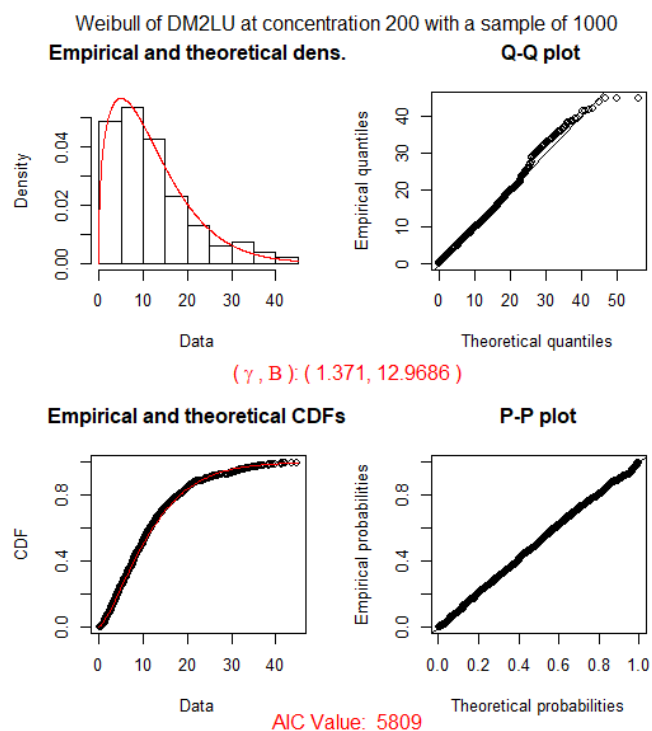 Weibull of DM2LU at concentration 200 with a sample of 1000
Empirical and theoretical dens.
Density
0.00 0.02 0.04
0 10 20 30 40
Data
Q-Q plot
Empirical quantiles
0 10 20 30 40
0 10 20 30 40 50
Theoretical quantiles
( γ , B ): ( 1.371, 12.9686 )
Empirical and theoretical CDFs
CDF
0.0 0.4 0.8
0 10 20 30 40
Data
P-P plot
Empirical probabilities
0.0 0.4 0.8
0.0 0.2 0.4 0.6 0.8 1.0
Theoretical probabilities
AIC Value: 5809